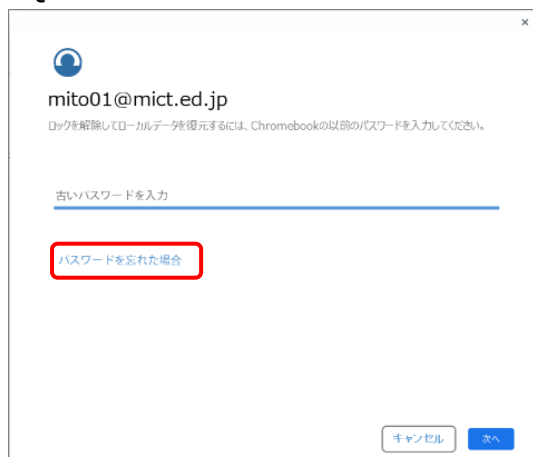 mito01@mict.ed.jp
ロックを解除してローカルデータを復元するには、Chromebookの以前のパスワードを入力してください。
古いパスワードを入力
パスワードを忘れた場合
キャンセル 次へ